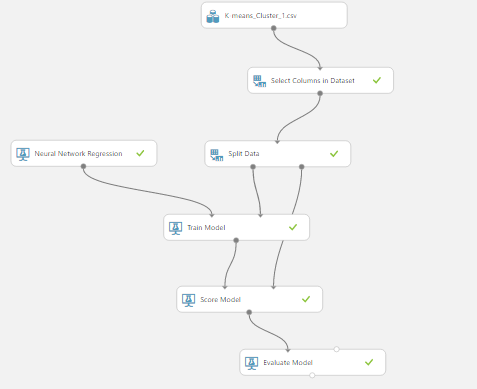 K means_Cluster_1.csv
Select Columns in Dataset
Neural Network Regression
Split Data
Train Model
Score Model
Evaluate Model